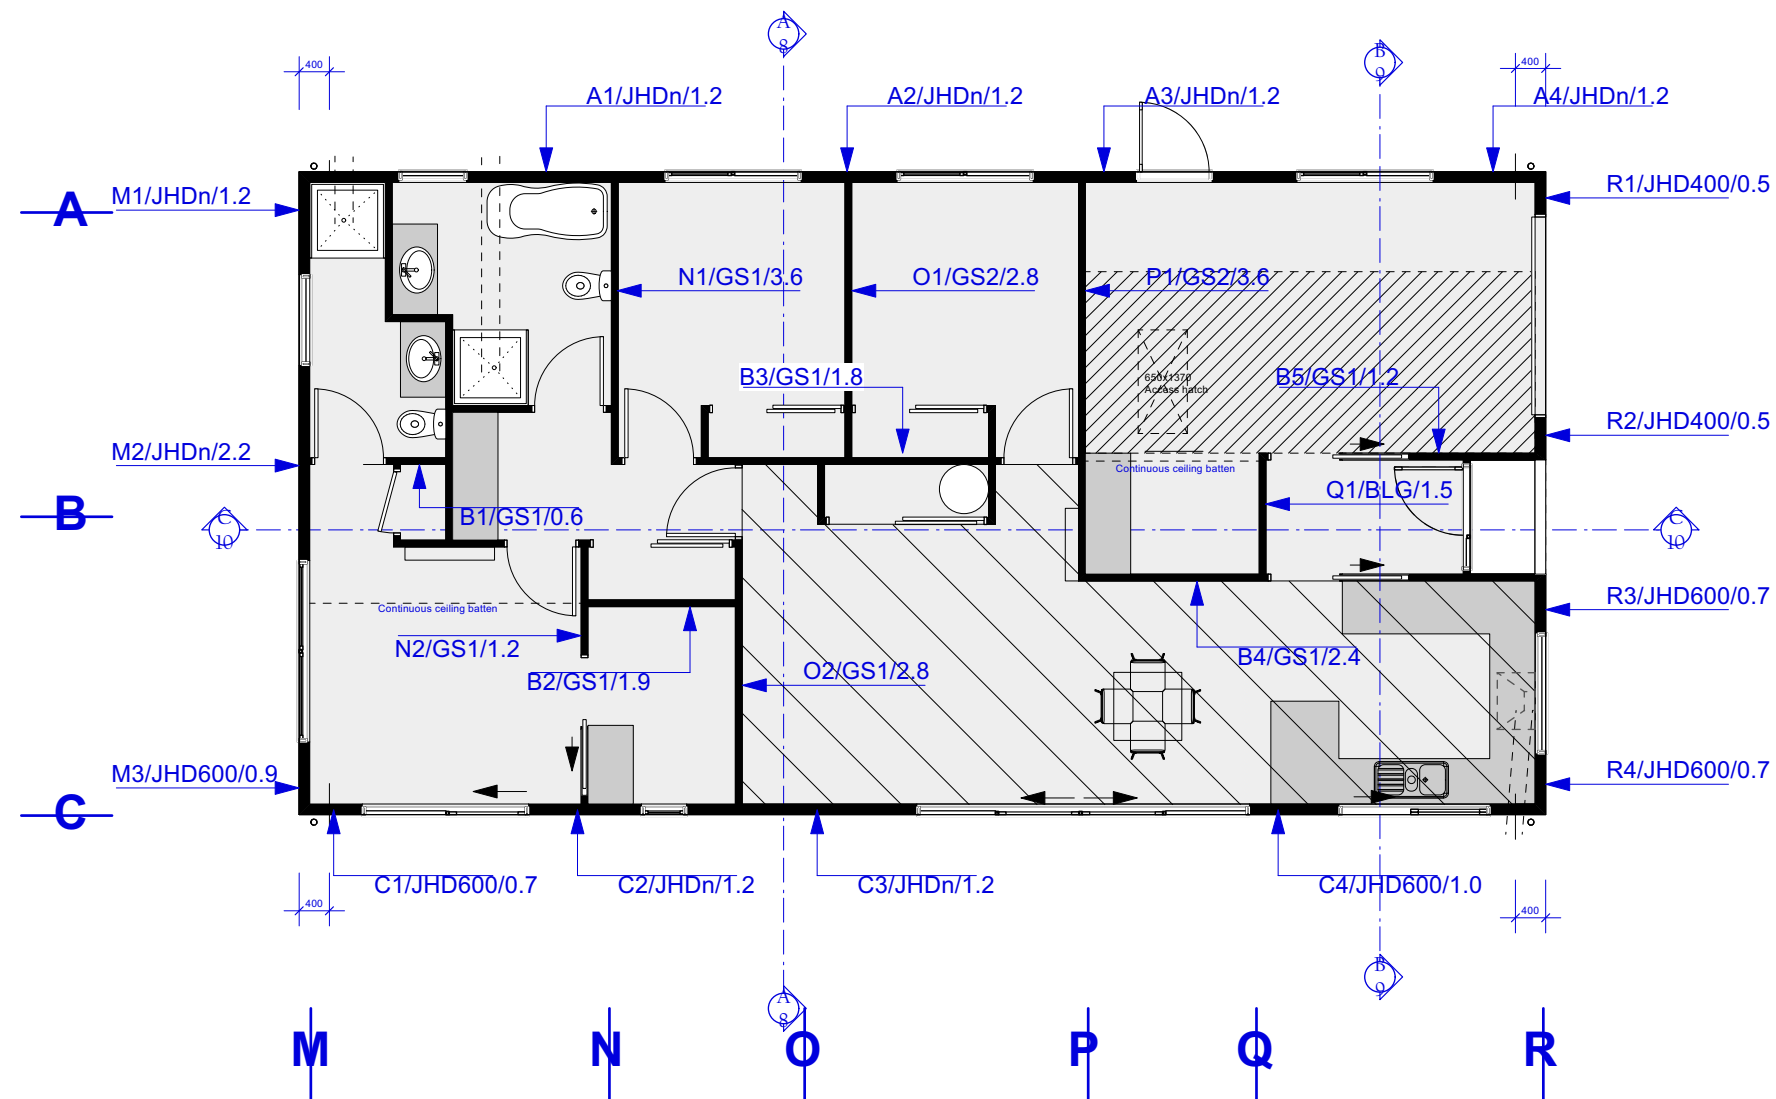 A
8
B
9
400
400
A1/JHDn/1.2
A2/JHDn/1.2
A3/JHDn/1.2
A4/JHDn/1.2
M1/JHDn/1.2
R1/JHD400/0.5
A
N1/GS1/3.6
O1/GS2/2.8
P1/GS2/3.6
B3/GS1/1.8
650x1370
Access hatch
B5/GS1/1.2
R2/JHD400/0.5
M2/JHDn/2.2
Continuous ceiling batten
Q1/BLG/1.5
B
B1/GS1/0.6
C
10
C
10
Continuous ceiling batten
R3/JHD600/0.7
N2/GS1/1.2
B4/GS1/2.4
B2/GS1/1.9
O2/GS1/2.8
M3/JHD600/0.9
R4/JHD600/0.7
C
C1/JHD600/0.7
C2/JHDn/1.2
C3/JHDn/1.2
C4/JHD600/1.0
400
400
B
9
A
8
M
N
O
P
Q
R